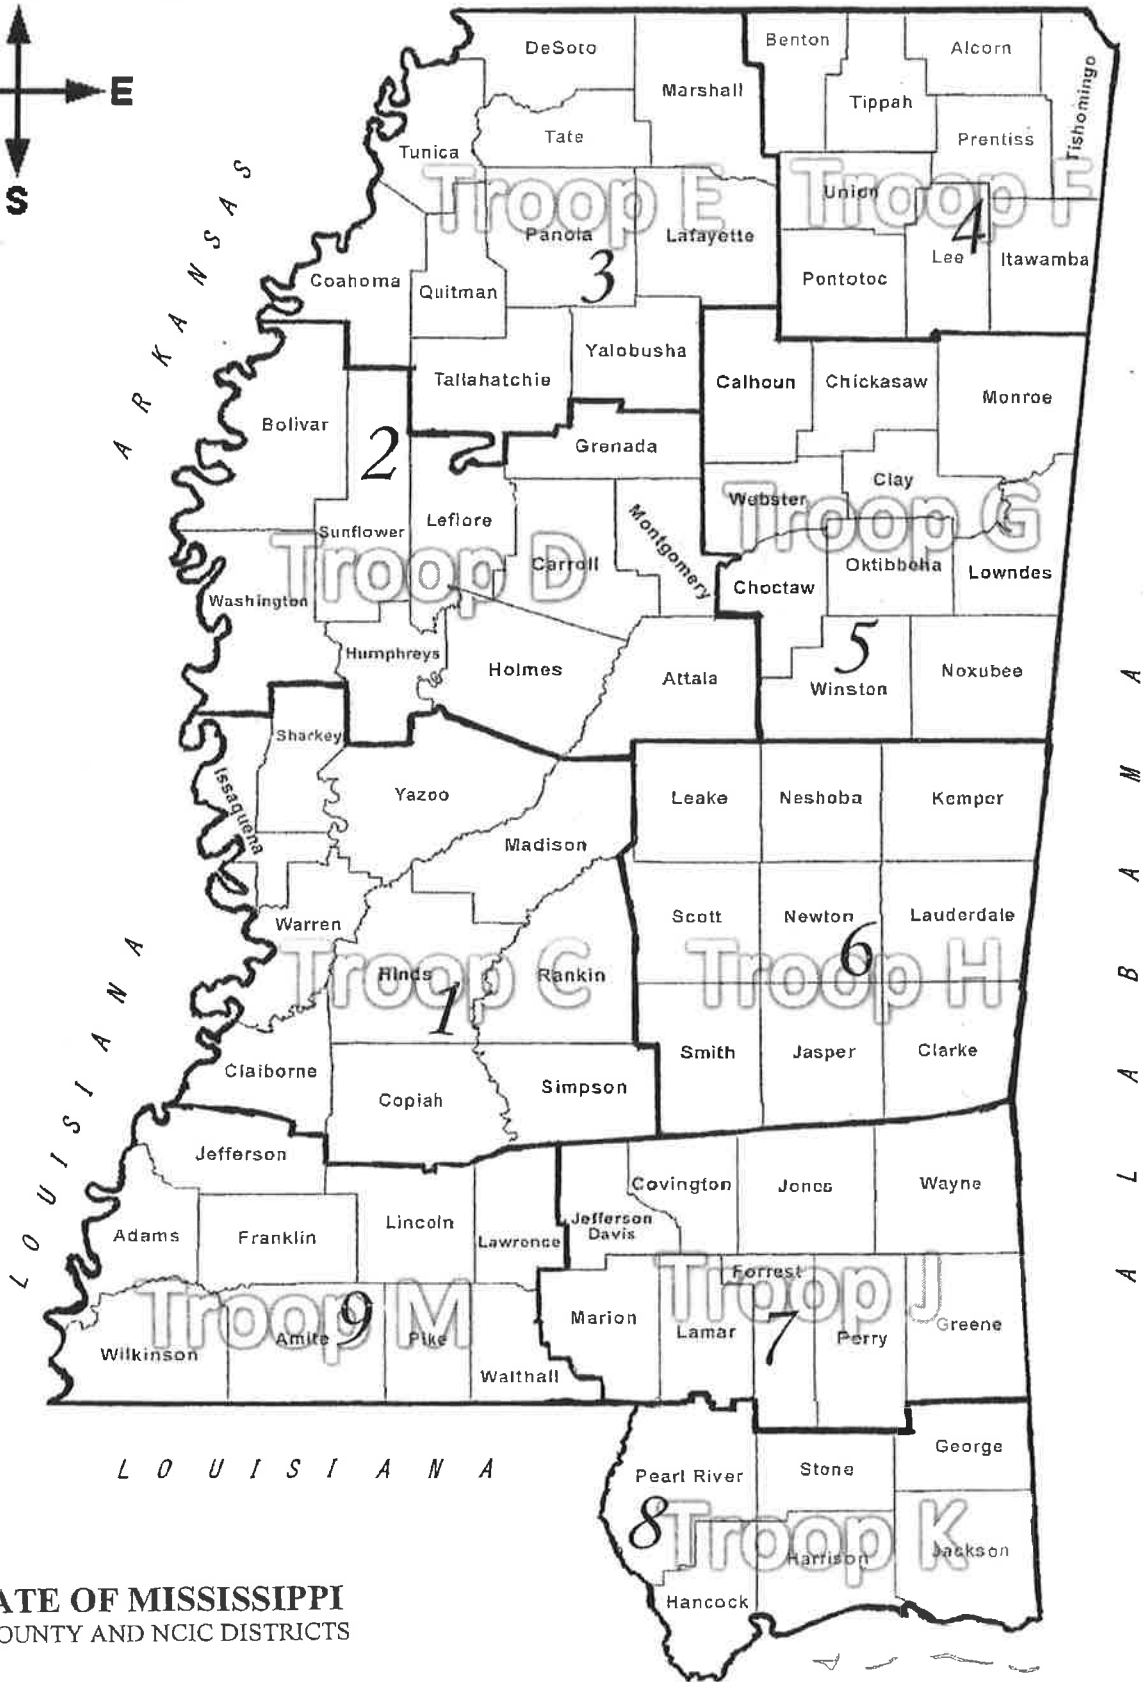 E
S
DeSoto
Benton
Alcorn
Marshall
Tippah
Tishomingo
Tate
Prentiss
Tunica
Troop E
Troop F
Union
Panola
Lafayette
4
Lee
Itawamba
Coahoma
Quitman
3
Pontotoc
ARKANSAS
Yalobusha
Tallahatchie
Calhoun
Chickasaw
Monroe
Bolivar
2
Grenada
Clay
Webster
Troop G
Leflore
Montgomery
Sunflower
Troop D
Carroll
Oktibbeha
Lowndes
Choctaw
Washington
Humphreys
Holmes
Attala
5
Winston
Noxubee
Sharkey
Issaquena
Yazoo
Leake
Neshoba
Kemper
Madison
Warren
Scott
Newton
Lauderdale
6
Troop C
Hinds
Rankin
Troop H
1
Smith
Jasper
Clarke
Claiborne
Copiah
Simpson
ALABAMA
LOUISIANA
Jefferson
Covington
Jones
Wayne
Adams
Franklin
Lincoln
Lawrence
Jefferson
Davis
Troop M
9
Troop J
Forrest
Wilkinson
Amite
Pike
Walthall
Marion
Lamar
7
Perry
Greene
LOUISIANA
George
Pearl River
Stone
8
Troop K
Harrison
Jackson
Hancock
ATE OF MISSISSIPPI
OUNTY AND NCIC DISTRICTS